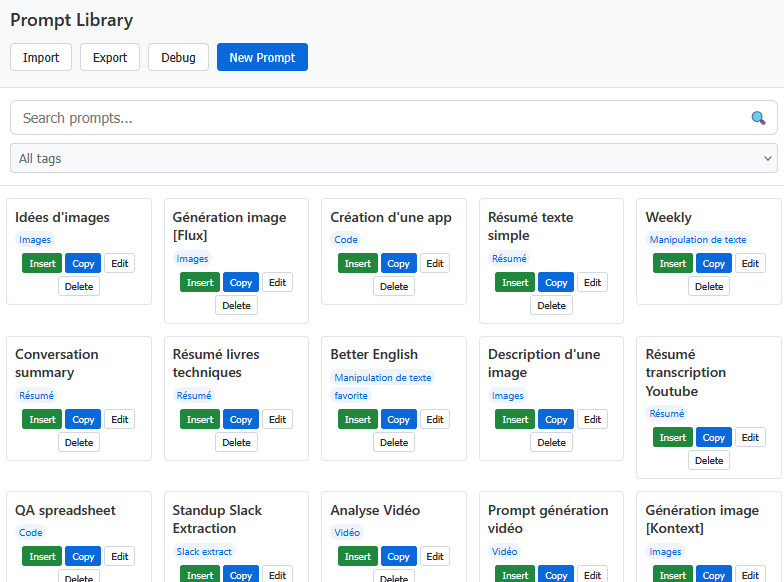 Prompt Library
Import Export Debug New Prompt
Search prompts...
All tags
Idées d'images
Images
Insert Copy Edit
Delete
Génération image
[Flux]
Images
Insert Copy Edit
Delete
Création d'une app
Code
Insert Copy Edit
Delete
Résumé texte
simple
Résumé
Insert Copy Edit
Delete
Weekly
Manipulation de texte
Insert Copy Edit
Delete
Conversation
summary
Résumé
Insert Copy Edit
Delete
Résumé livres
techniques
Résumé
Insert Copy Edit
Delete
Better English
Manipulation de texte
favorite
Insert Copy Edit
Delete
Description d'une
image
Images
Insert Copy Edit
Delete
Résumé
transcription
Youtube
Résumé
Insert Copy Edit
Delete
QA spreadsheet
Code
Insert Copy Edit
Delete
Standup Slack
Extraction
Slack extract
Insert Copy Edit
Analyse Vidéo
Vidéo
Insert Copy Edit
Delete
Prompt génération
vidéo
Vidéo
Insert Copy Edit
Génération image
[Kontext]
Images
Insert Copy Edit